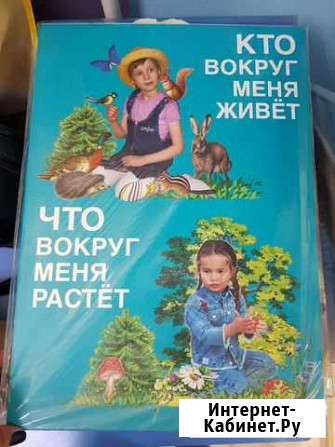 КТО
ВОКРУГ
МЕНЯ
ЖИВЁТ
ЧТО
ВОКРУГ
МЕНЯ
РАСТЁТ
Интернет-
Кабинет.Ру